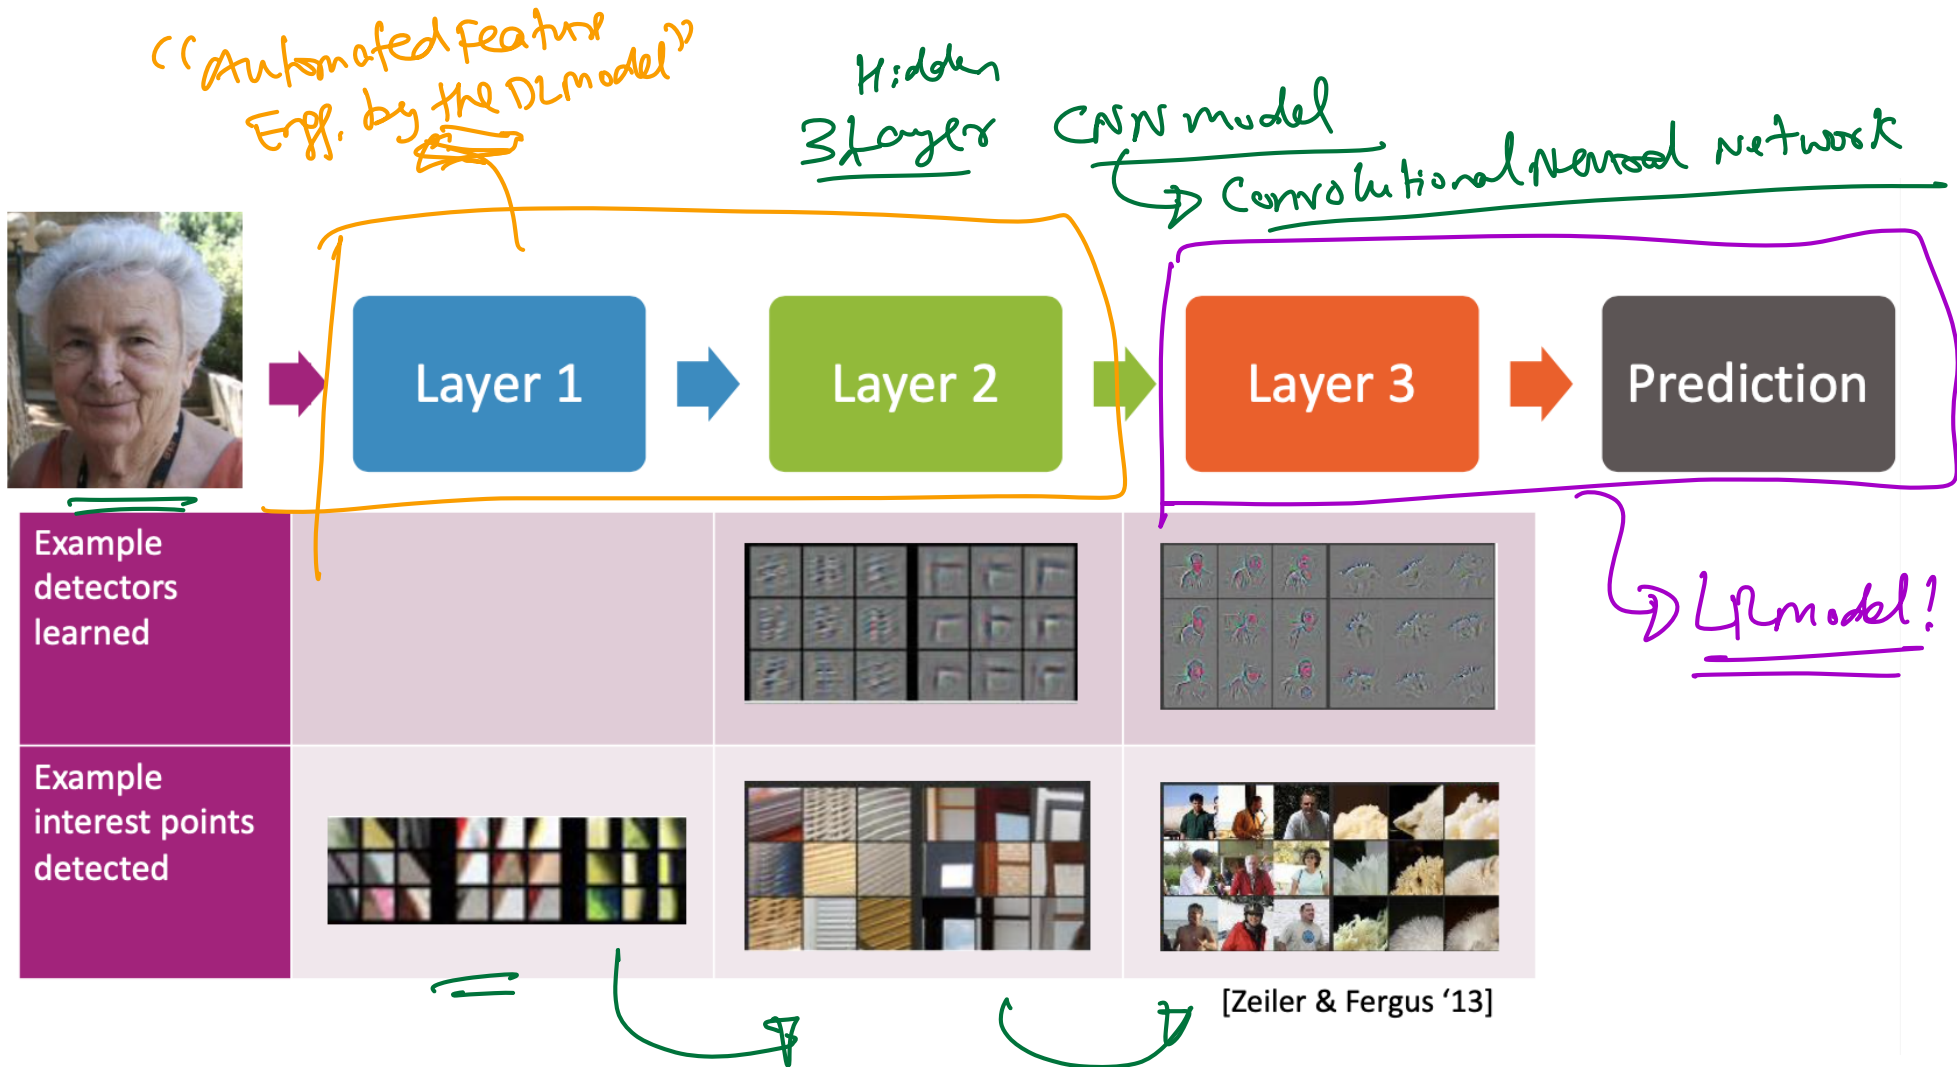 “Automated Feature
Engg. by the DL Model”
Hidden
3 Layer
CNN Model
Convolutional Neural Network
Layer 1
Layer 2
Layer 3
Prediction
Example
detectors
learned
LR Model!
Example
interest points
detected
[Zeiler & Fergus ‘13]